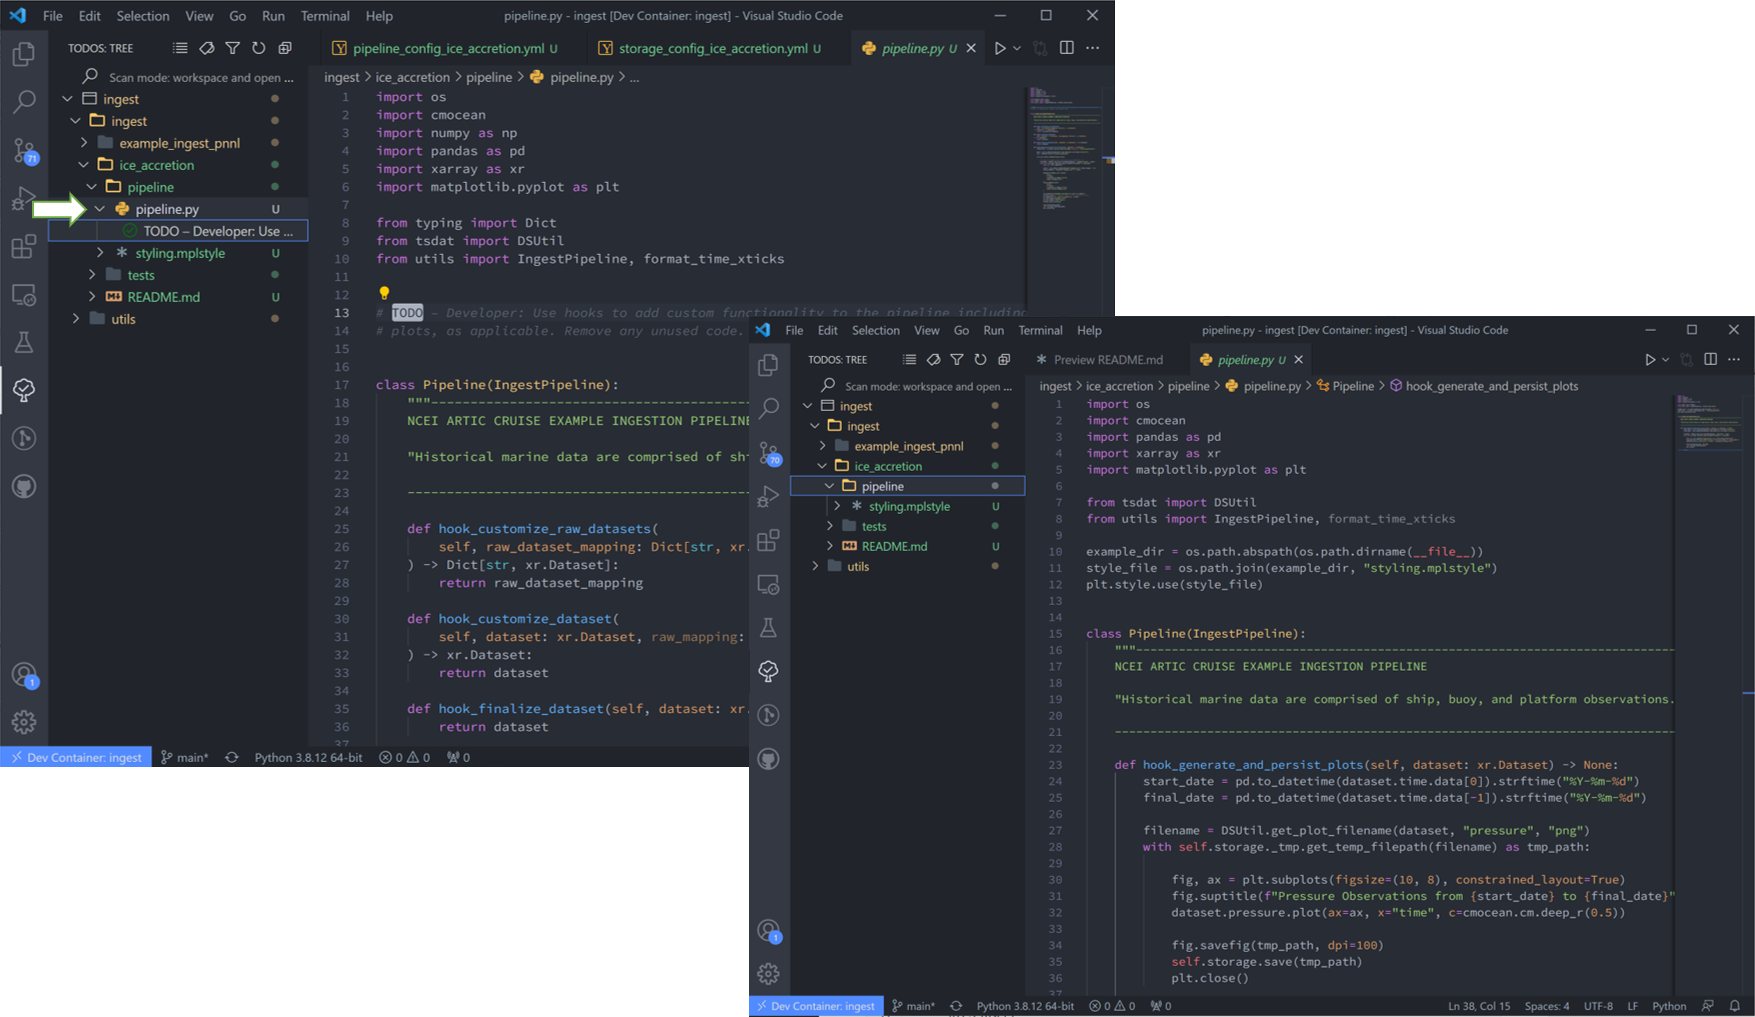 File Edit Selection View Go Run Terminal Help pipeline.py - ingest [Dev Container: ingest] - Visual Studio Code
TODOS: TREE
pipeline_config_ice_accretion.yml U storage_config_ice_accretion.yml U pipeline.py U
Scan mode: workspace and open ...
ingest > ice_accretion > pipeline > pipeline.py > ...
ingest
ingest
example_ingest_pnnl
ice_accretion
pipeline
pipeline.py U
TODO – Developer: Use ...
styling.mplstyle U
tests
README.md U
utils
71
1
1 import os
2 import cmocean
3 import numpy as np
4 import pandas as pd
5 import xarray as xr
6 import matplotlib.pyplot as plt
7
8 from typing import Dict
9 from tsdat import DSUtil
10 from utils import IngestPipeline, format_time_xticks
11
12
13 # TODO – Developer: Use hooks to add custom functionality to the pipeline including
14 # plots, as applicable. Remove any unused code.
15
16
17 class Pipeline(IngestPipeline):
18 """----------------------------------------
19 NCEI ARTIC CRUISE EXAMPLE INGESTION PIPELINE
20
21 "Historical marine data are comprised of shi
22
23 --------------------------------------------
24
25 def hook_customize_raw_datasets(
26 self, raw_dataset_mapping: Dict[str, xr.
27 ) -> Dict[str, xr.Dataset]:
28 return raw_dataset_mapping
29
30 def hook_customize_dataset(
31 self, dataset: xr.Dataset, raw_mapping:
32 ) -> xr.Dataset:
33 return dataset
34
35 def hook_finalize_dataset(self, dataset: xr.
36 return dataset
37
Dev Container: ingest main* Python 3.8.12 64-bit 0 0 0
File Edit Selection View Go Run Terminal Help pipeline.py - ingest [Dev Container: ingest] - Visual Studio Code
TODOS: TREE
Preview README.md pipeline.py U
Scan mode: workspace and open ...
ingest > ice_accretion > pipeline > pipeline.py > Pipeline > hook_generate_and_persist_plots
ingest
ingest
example_ingest_pnnl
ice_accretion
pipeline
styling.mplstyle U
tests
README.md U
utils
70
1
1 import os
2 import cmocean
3 import pandas as pd
4 import xarray as xr
5 import matplotlib.pyplot as plt
6
7 from tsdat import DSUtil
8 from utils import IngestPipeline, format_time_xticks
9
10 example_dir = os.path.abspath(os.path.dirname(__file__))
11 style_file = os.path.join(example_dir, "styling.mplstyle")
12 plt.style.use(style_file)
13
14
15 class Pipeline(IngestPipeline):
16 """--------------------------------------------------------------------------------
17 NCEI ARTIC CRUISE EXAMPLE INGESTION PIPELINE
18
19 "Historical marine data are comprised of ship, buoy, and platform observations.
20
21 --------------------------------------------------------------------------------
22
23 def hook_generate_and_persist_plots(self, dataset: xr.Dataset) -> None:
24 start_date = pd.to_datetime(dataset.time.data[0]).strftime("%Y-%m-%d")
25 final_date = pd.to_datetime(dataset.time.data[-1]).strftime("%Y-%m-%d")
26
27 filename = DSUtil.get_plot_filename(dataset, "pressure", "png")
28 with self.storage._tmp.get_temp_filepath(filename) as tmp_path:
29
30 fig, ax = plt.subplots(figsize=(10, 8), constrained_layout=True)
31 fig.suptitle(f"Pressure Observations from {start_date} to {final_date}"
32 dataset.pressure.plot(ax=ax, x="time", c=cmocean.cm.deep_r(0.5))
33
34 fig.savefig(tmp_path, dpi=100)
35 self.storage.save(tmp_path)
36 plt.close()
37
Dev Container: ingest main* Python 3.8.12 64-bit 0 0 0 Ln 38, Col 15 Spaces: 4 UTF-8 LF Python